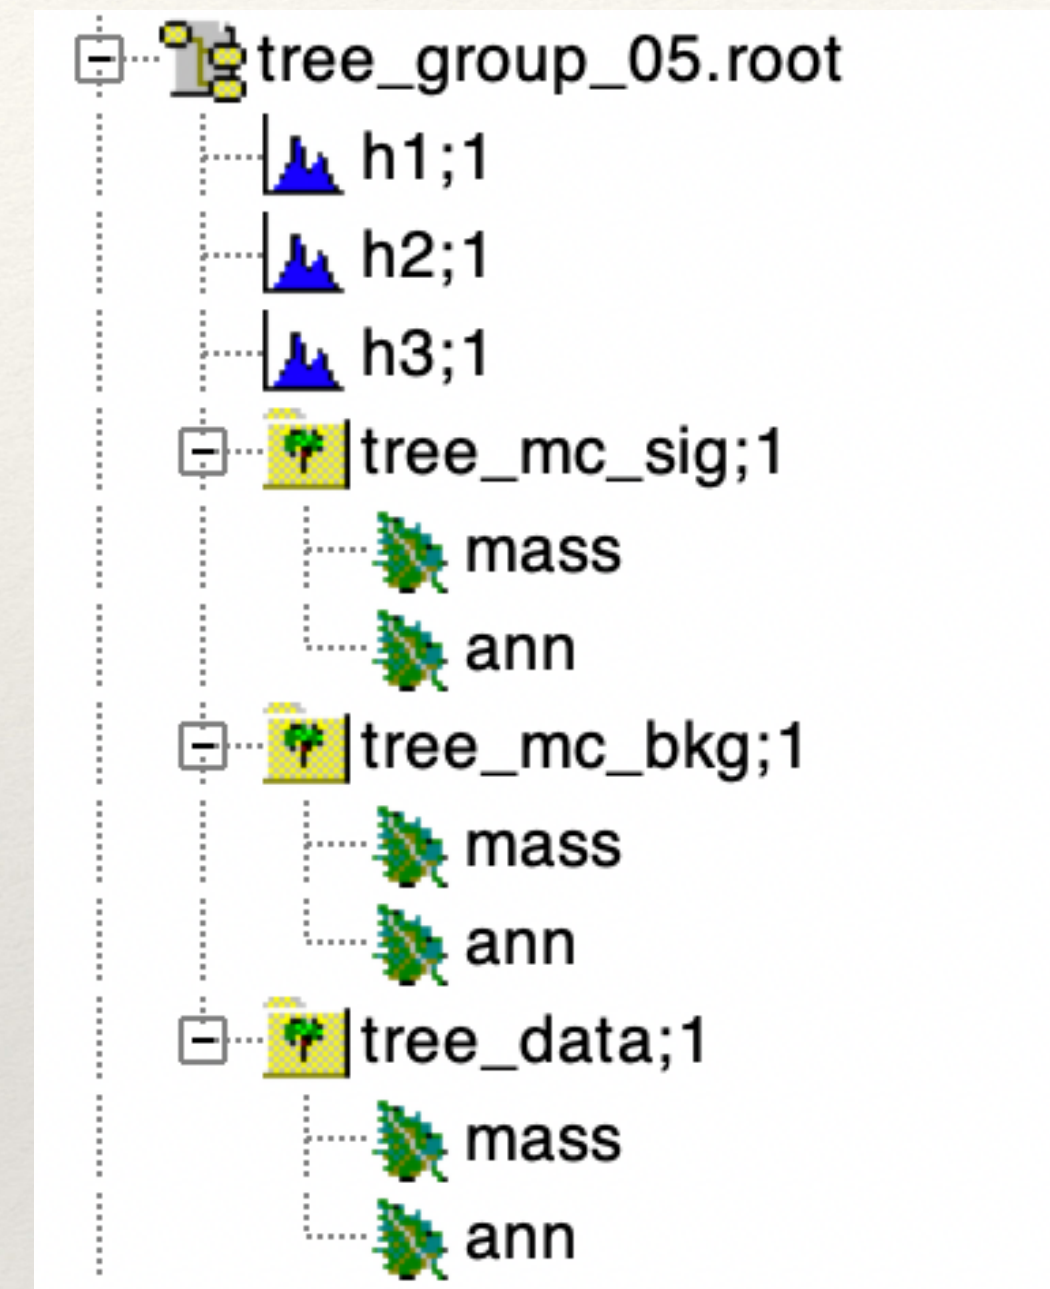 tree_group_05.root
h1;1
h2;1
h3;1
tree_mc_sig;1
mass
ann
tree_mc_bkg;1
mass
ann
tree_data;1
mass
ann